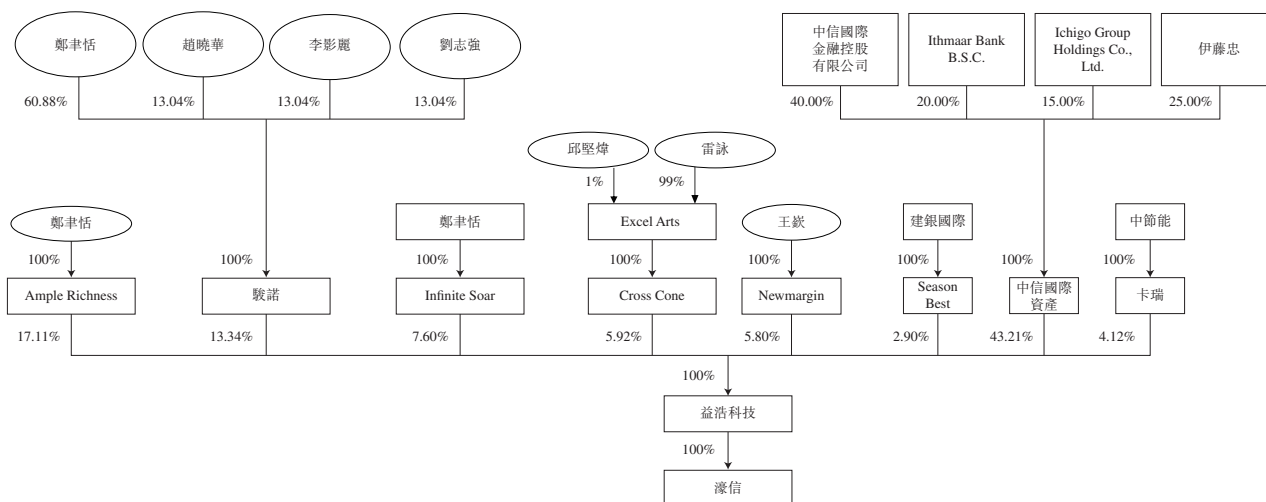 鄭聿恬
趙曉華
李影麗
劉志強
中信國際
金融控股
有限公司
Ithmaar Bank
B.S.C.
Ichigo Group
Holdings Co.,
Ltd.
伊藤忠
60.88%
13.04%
13.04%
13.04%
40.00%
20.00%
15.00%
25.00%
邱堅煒
雷詠
1%
99%
鄭聿恬
鄭聿恬
Excel Arts
王嶔
建銀國際
中節能
100%
100%
100%
100%
100%
100%
100%
100%
Ample Richness
駿諾
Infinite Soar
Cross Cone
Newmargin
Season
Best
中信國際
資產
卡瑞
17.11%
13.34%
7.60%
5.92%
5.80%
2.90%
43.21%
4.12%
100%
益浩科技
100%
濠信